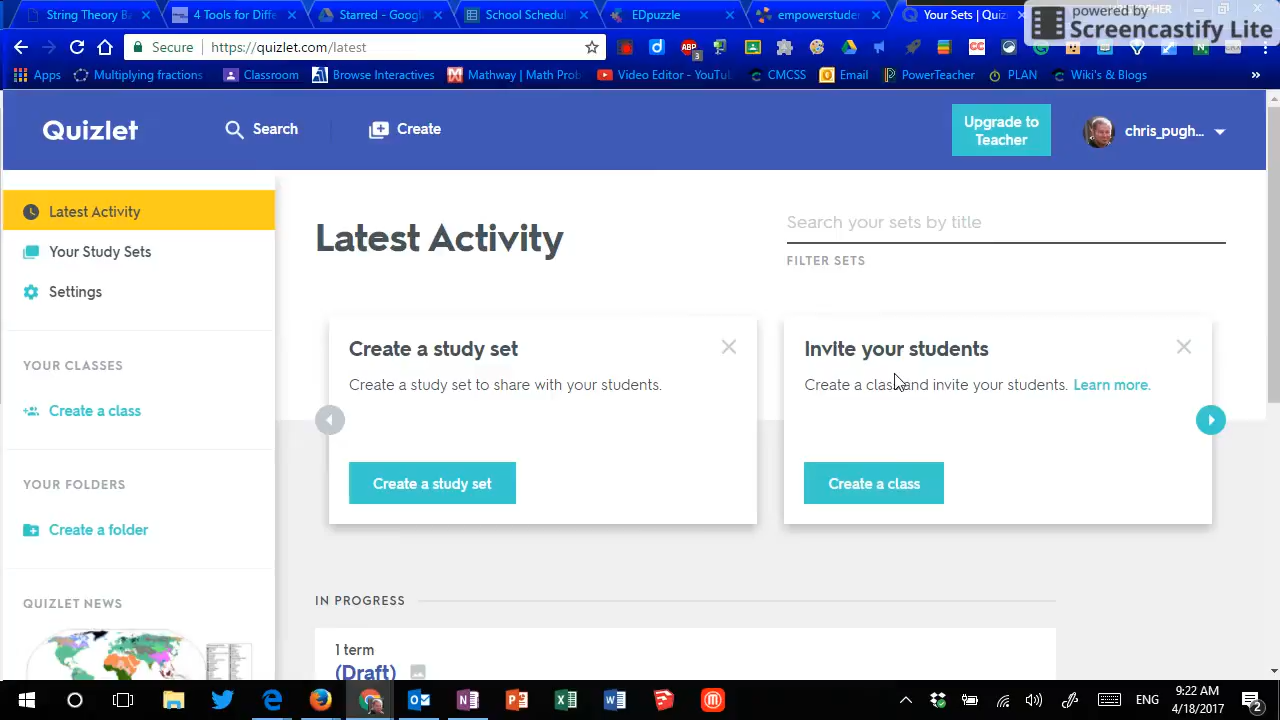 String Theory Ba
4 Tools for Diffe
Starred - Googl
School Schedul
EDpuzzle
empowerstuder
Your Sets | Quiz
powered by
Screencastify Lite
Secure
https://quizlet.com/latest
ABP
3
CC
Apps
Multiplying fractions
Classroom
Browse Interactives
Mathway | Math Prob
Video Editor - YouTu
CMCSS
Email
PowerTeacher
PLAN
Wiki's & Blogs
»
Quizlet
Search
Create
Upgrade to
Teacher
chris_pugh...
Latest Activity
Your Study Sets
Settings
YOUR CLASSES
Create a class
YOUR FOLDERS
Create a folder
QUIZLET NEWS
Latest Activity
Search your sets by title
FILTER SETS
Create a study set
Create a study set to share with your students.
Create a study set
Invite your students
Create a class and invite your students. Learn more.
Create a class
IN PROGRESS
1 term
(Draft)
ENG
9:22 AM
4/18/2017
2